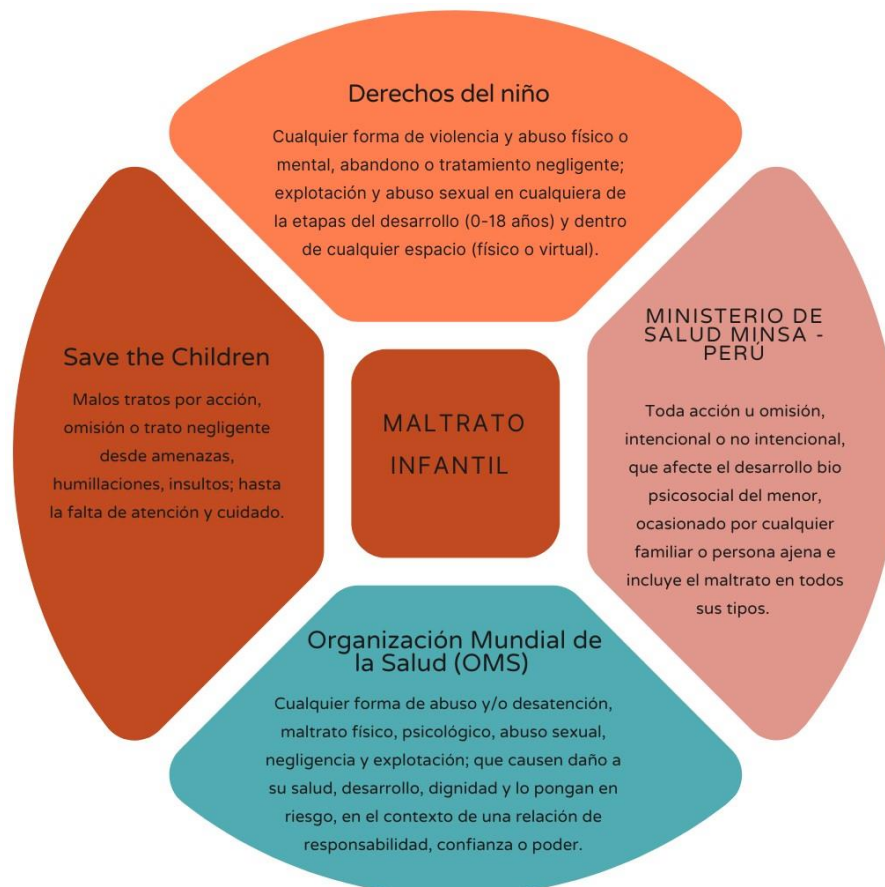 Derechos del niño
Cualquier forma de violencia y abuso físico o
mental, abandono o tratamiento negligente;
explotación y abuso sexual en cualquiera de
la etapas del desarrollo (0-18 años) y dentro
de cualquier espacio (físico o virtual).
Save the Children
Malos tratos por acción,
omisión o trato negligente
desde amenazas,
humillaciones, insultos; hasta
la falta de atención y cuidado.
MALTRATO
INFANTIL
MINISTERIO DE
SALUD MINSA -
PERÚ
Toda acción u omisión,
intencional o no intencional,
que afecte el desarrollo bio
psicosocial del menor,
ocasionado por cualquier
familiar o persona ajena e
incluye el maltrato en todos
sus tipos.
Organización Mundial de
la Salud (OMS)
Cualquier forma de abuso y/o desatención,
maltrato físico, psicológico, abuso sexual,
negligencia y explotación; que causen daño a
su salud, desarrollo, dignidad y lo pongan en
riesgo, en el contexto de una relación de
responsabilidad, confianza o poder.